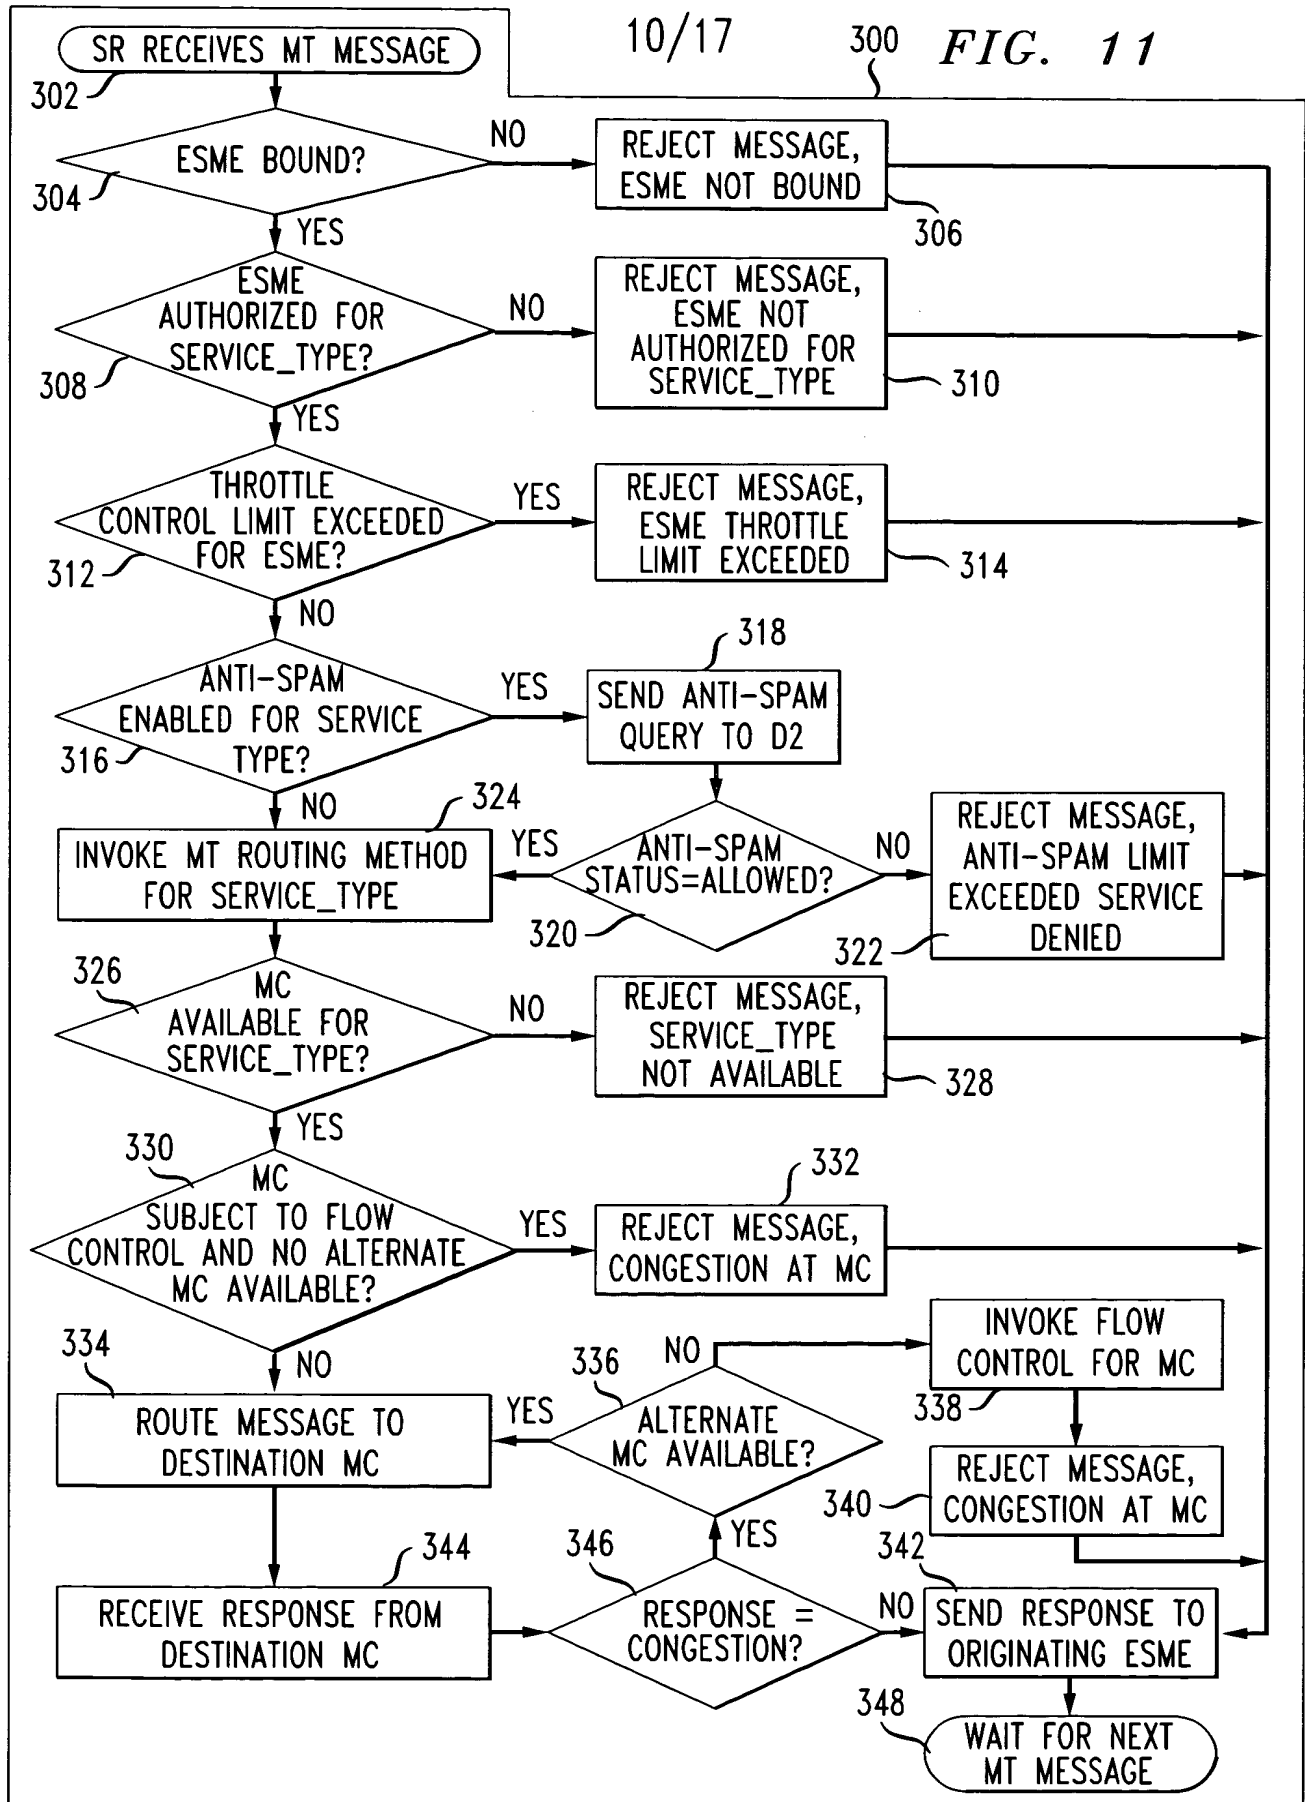 10/17
300 FIG. 11
SR RECEIVES MT MESSAGE
302
ESME BOUND?
304
NO
REJECT MESSAGE,
ESME NOT BOUND
306
YES
ESME
AUTHORIZED FOR
SERVICE_TYPE?
308
NO
REJECT MESSAGE,
ESME NOT
AUTHORIZED FOR
SERVICE_TYPE
310
YES
THROTTLE
CONTROL LIMIT EXCEEDED
FOR ESME?
312
YES
REJECT MESSAGE,
ESME THROTTLE
LIMIT EXCEEDED
314
NO
ANTI-SPAM
ENABLED FOR SERVICE
TYPE?
316
YES
318
SEND ANTI-SPAM
QUERY TO D2
NO
324
INVOKE MT ROUTING METHOD
FOR SERVICE_TYPE
YES
ANTI-SPAM
STATUS=ALLOWED?
320
NO
REJECT MESSAGE,
ANTI-SPAM LIMIT
EXCEEDED SERVICE
DENIED
322
326
MC
AVAILABLE FOR
SERVICE_TYPE?
NO
REJECT MESSAGE,
SERVICE_TYPE
NOT AVAILABLE
328
YES
330
MC
SUBJECT TO FLOW
CONTROL AND NO ALTERNATE
MC AVAILABLE?
YES
332
REJECT MESSAGE,
CONGESTION AT MC
NO
334
ROUTE MESSAGE TO
DESTINATION MC
YES
336
ALTERNATE
MC AVAILABLE?
NO
INVOKE FLOW
CONTROL FOR MC
338
REJECT MESSAGE,
CONGESTION AT MC
340
344
RECEIVE RESPONSE FROM
DESTINATION MC
346
YES
RESPONSE =
CONGESTION?
NO
342
SEND RESPONSE TO
ORIGINATING ESME
348
WAIT FOR NEXT
MT MESSAGE